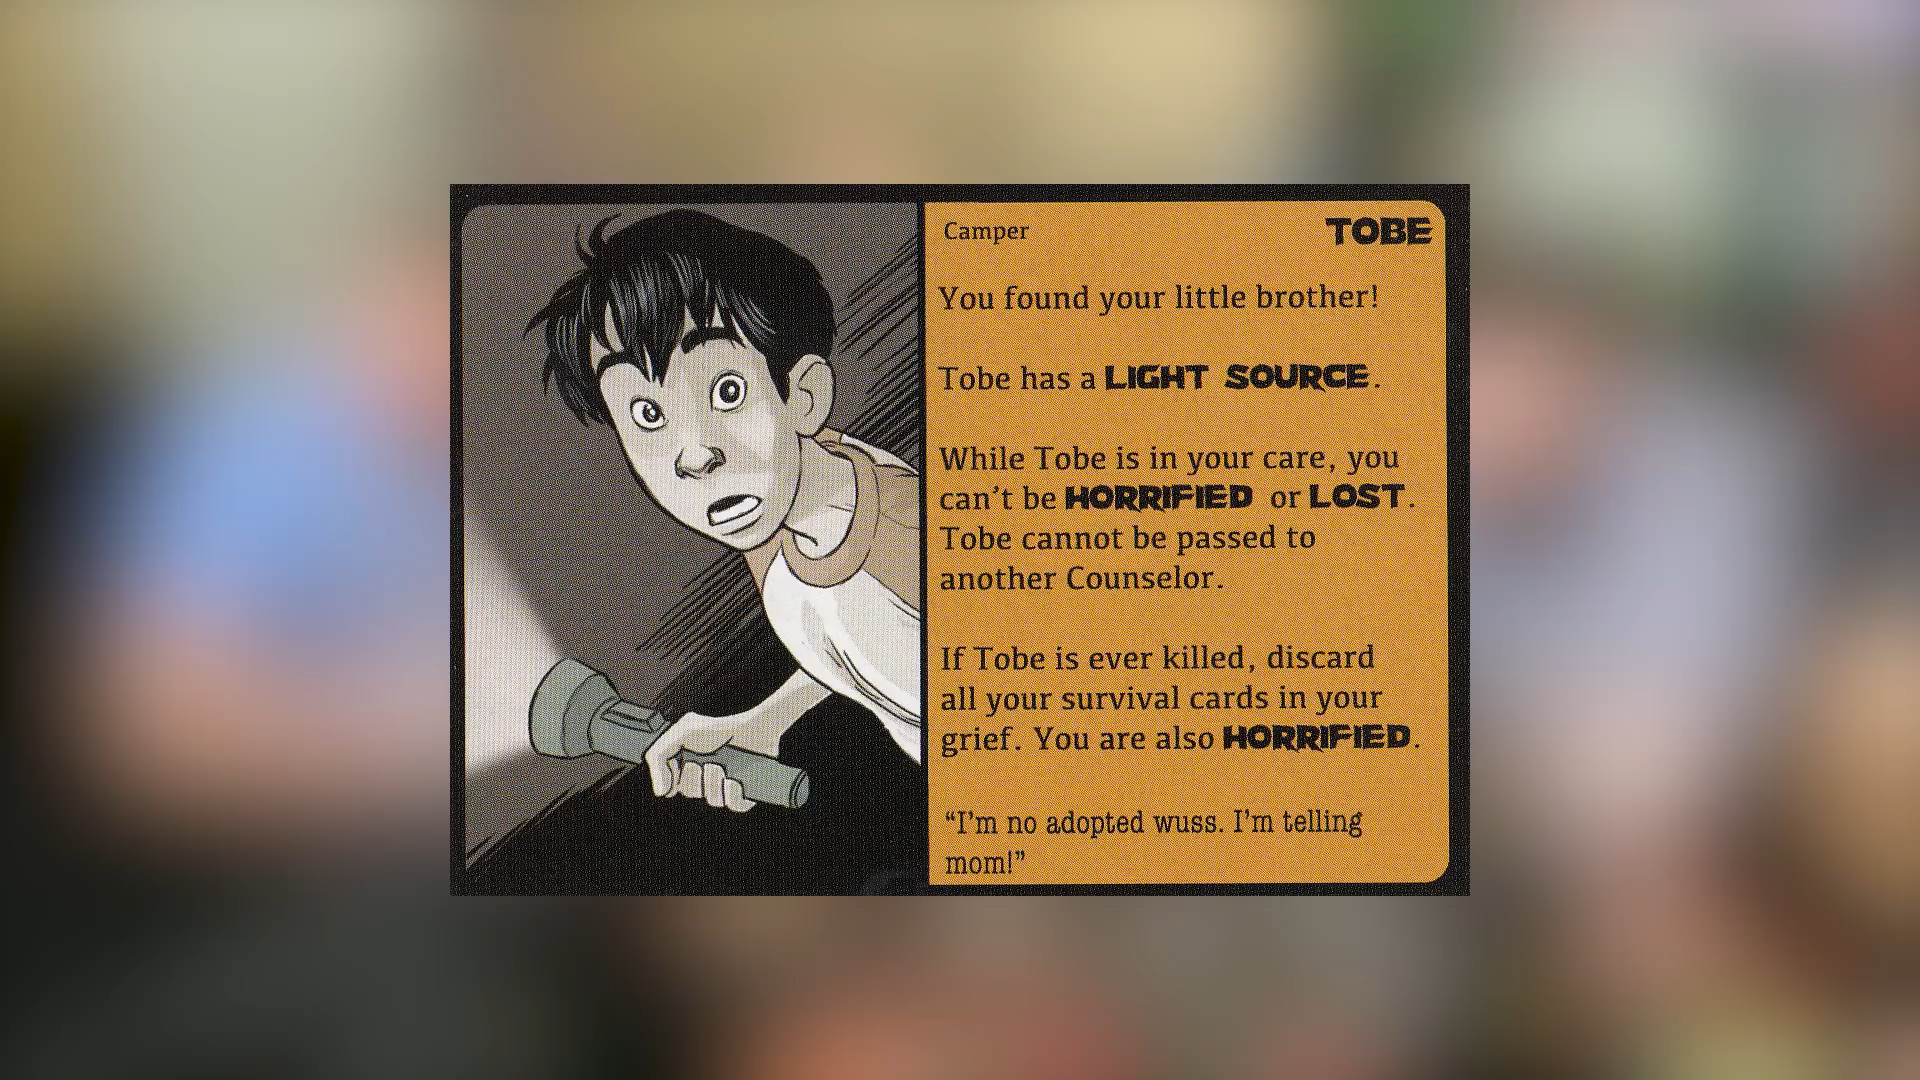 Camper TOBE
You found your little brother!
Tobe has a LIGHT SOURCE.
While Tobe is in your care, you
can't be HORRIFIED or LOST.
Tobe cannot be passed to
another Counselor.
If Tobe is ever killed, discard
all your survival cards in your
grief. You are also HORRIFIED.
“I'm no adopted wuss. I'm telling
mom!”